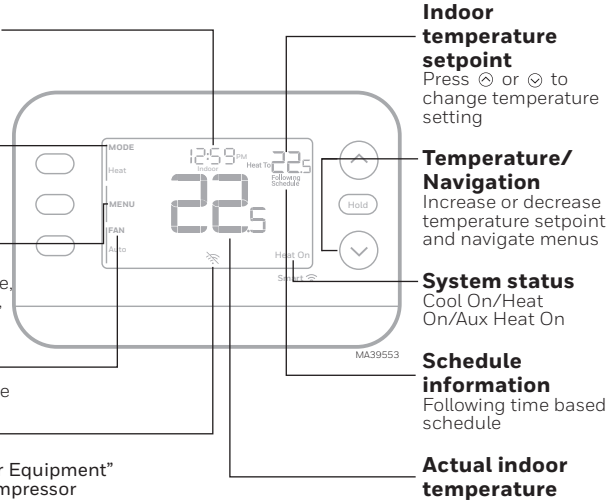 Indoor
temperature
setpoint
Press or to
change temperature
setting
Temperature/
Navigation
Increase or decrease
temperature setpoint
and navigate menus
System status
Cool On/Heat
On/Aux Heat On
Schedule
information
Following time based
schedule
Actual indoor
temperature
MODE
Heat
MENU
FAN
Auto
12:59 PM
Indoor
22.5
Heat To 22.5
Following
Schedule
Heat On
Smart
Hold
MA39553
e,
,
e
r Equipment”
mpressor